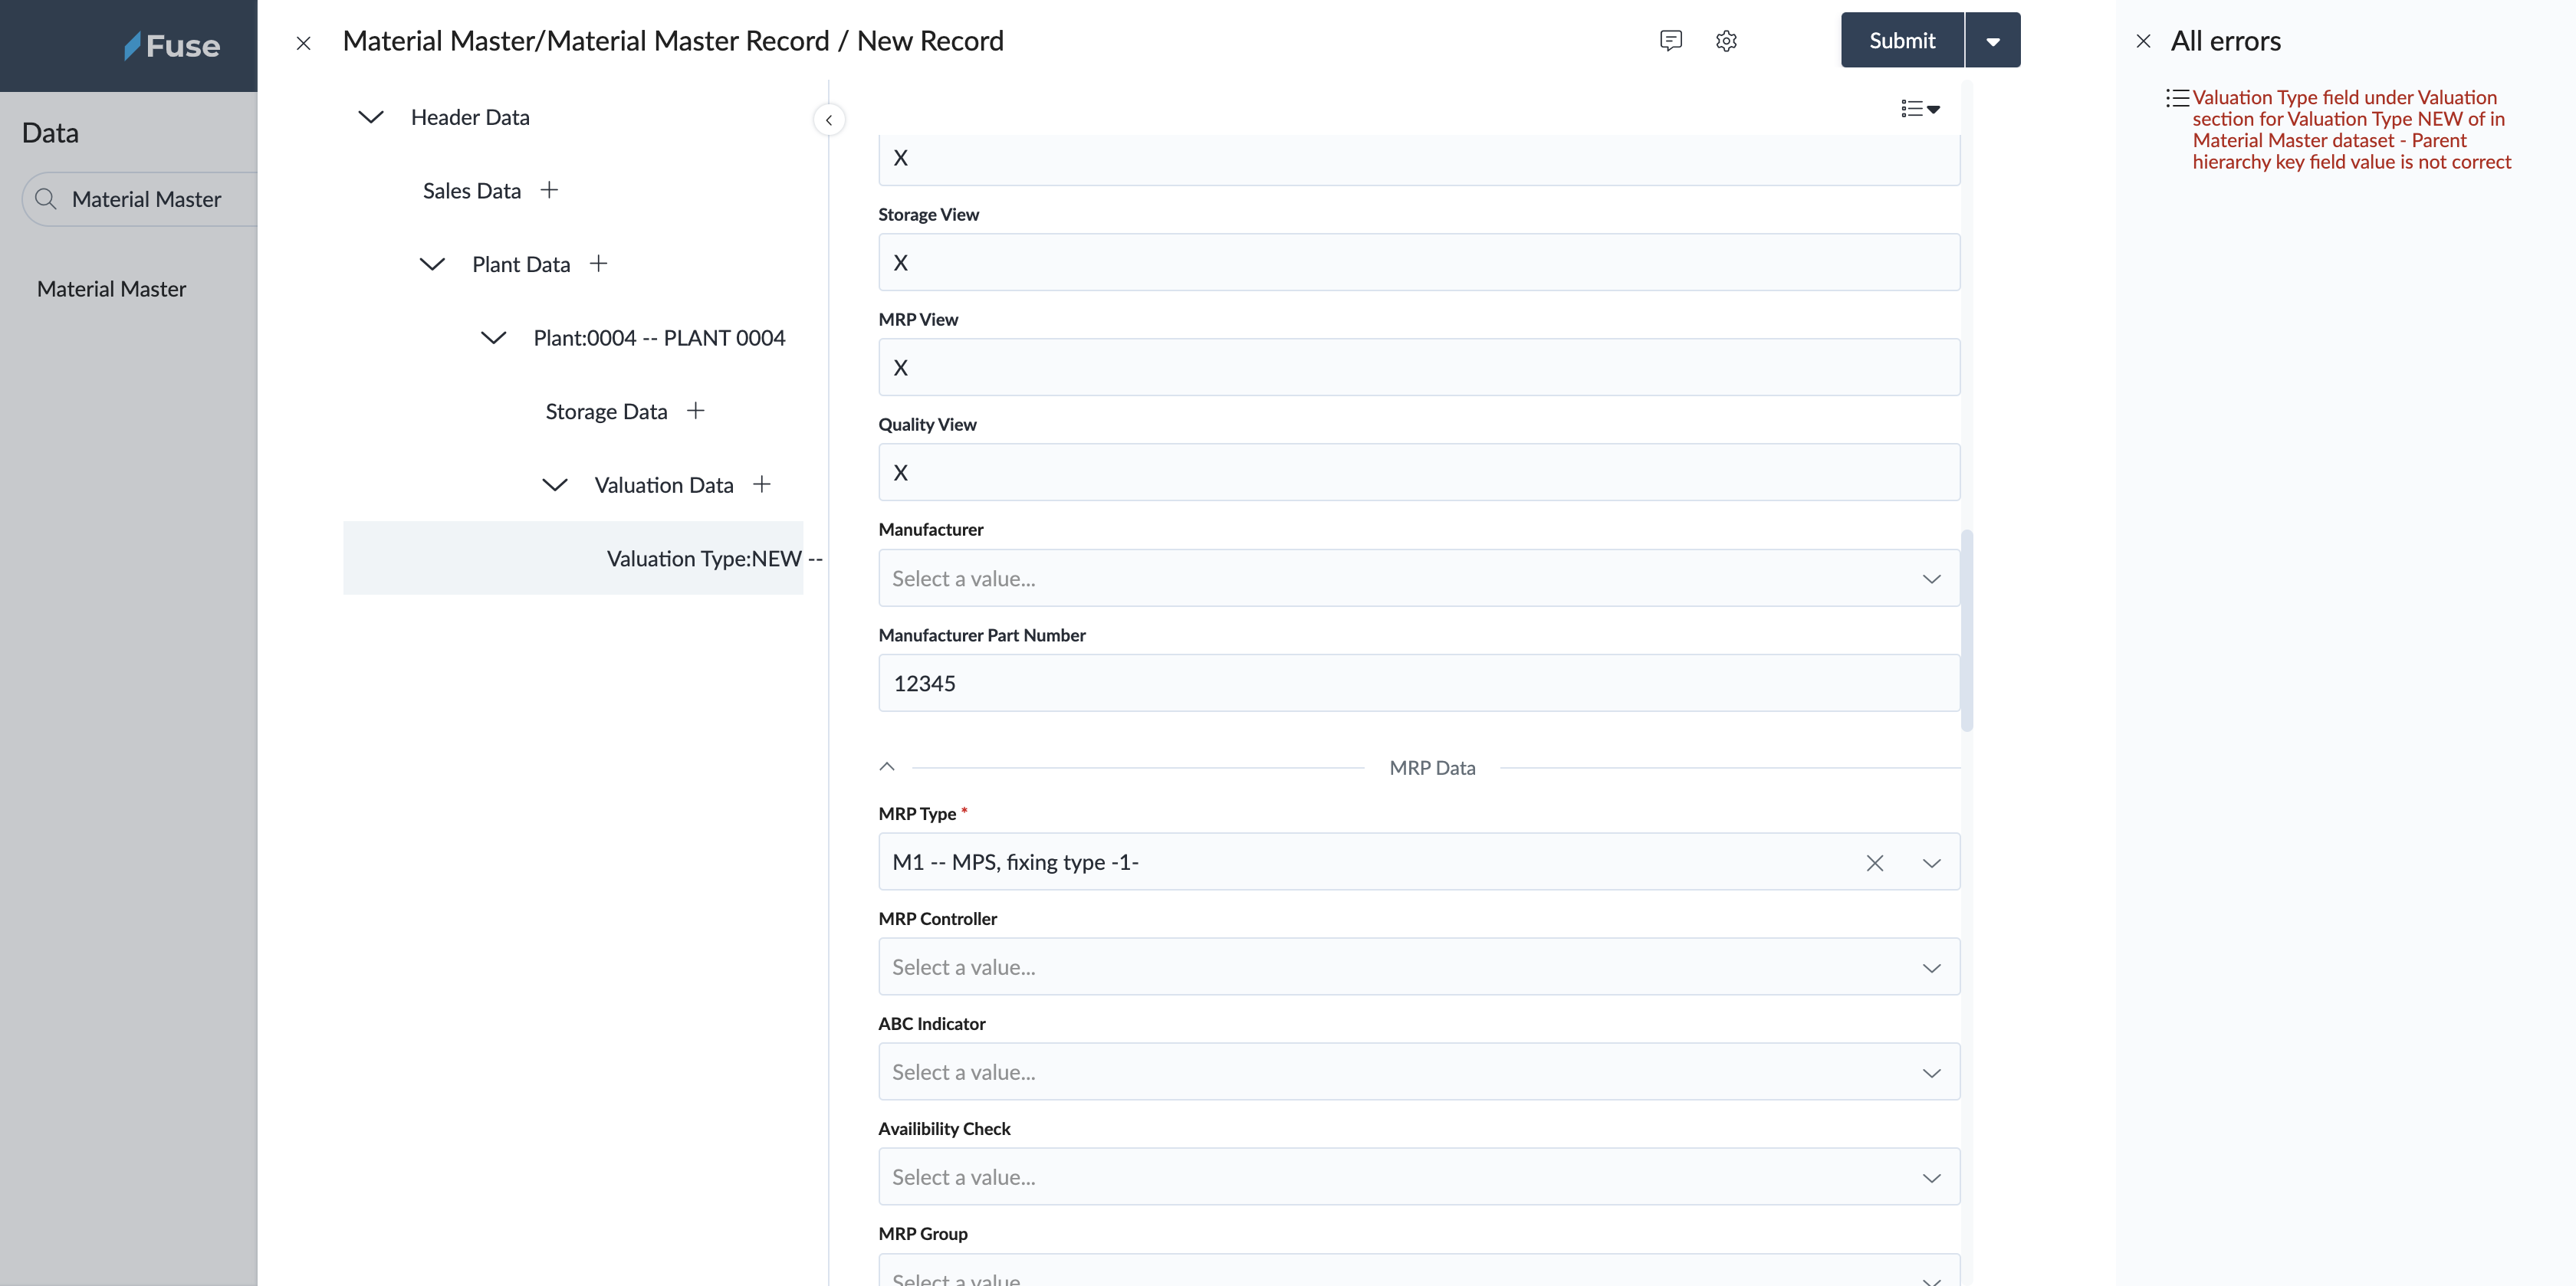 Fuse
Data
Material Master
Material Master
Material Master/Material Master Record / New Record
Submit
Header Data
Sales Data
Plant Data
Plant:0004 -- PLANT 0004
Storage Data
Valuation Data
Valuation Type:NEW --
X
Storage View
X
MRP View
X
Quality View
X
Manufacturer
Select a value...
Manufacturer Part Number
12345
MRP Data
MRP Type *
M1 -- MPS, fixing type -1-
MRP Controller
Select a value...
ABC Indicator
Select a value...
Availibility Check
Select a value...
MRP Group
Select a value
All errors
Valuation Type field under Valuation
section for Valuation Type NEW of in
Material Master dataset - Parent
hierarchy key field value is not correct